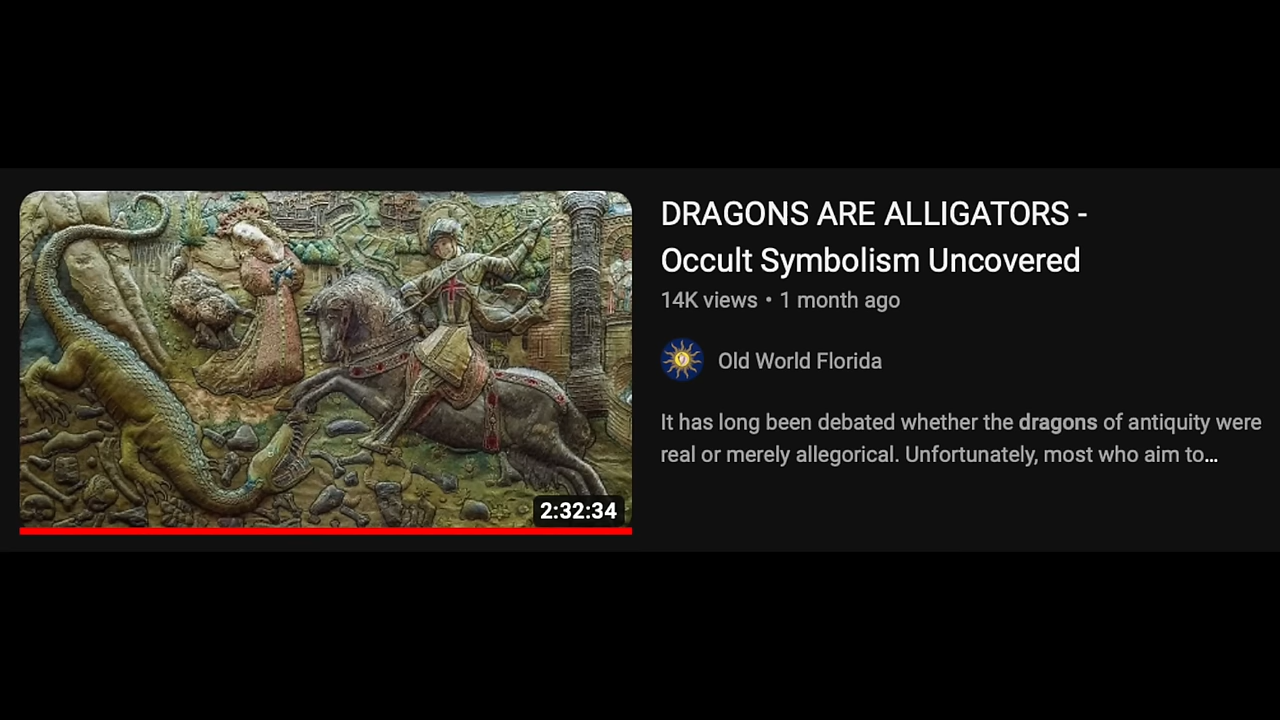 DRAGONS ARE ALLIGATORS -
Occult Symbolism Uncovered
14K views • 1 month ago
Old World Florida
It has long been debated whether the dragons of antiquity were
real or merely allegorical. Unfortunately, most who aim to...
2:32:34